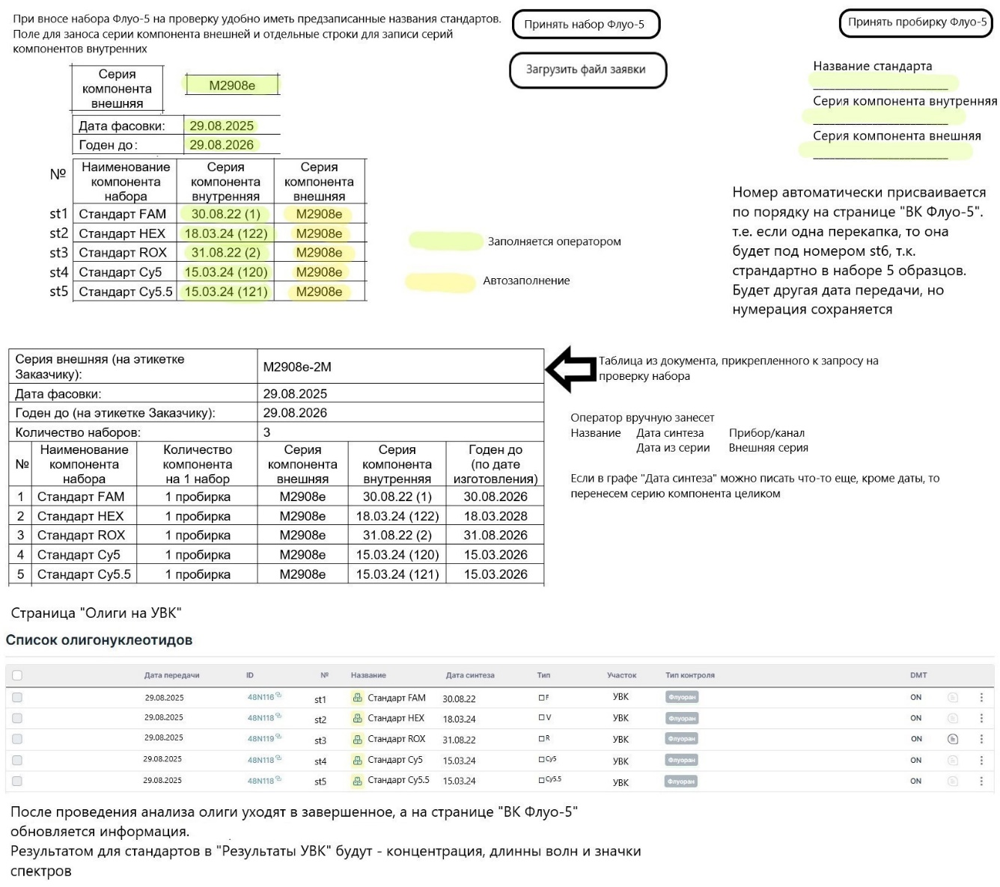 При вносе набора Флуо-5 на проверку удобно иметь предзаписанные названия стандартов.
Поле для заноса серии компонента внешней и отдельные строки для записи серий
компонентов внутренних
Принять набор Флуо-5
Загрузить файл заявки
Принять пробирку Флуо-5
Название стандарта
Серия компонента внутренняя
Серия компонента внешняя
Серия
компонента
внешняя
М2908е
Дата фасовки: 29.08.2025
Годен до: 29.08.2026
№ Наименование компонента набора Серия компонента внутренняя Серия компонента внешняя
st1 Стандарт FAM 30.08.22 (1) М2908е
st2 Стандарт HEX 18.03.24 (122) М2908е
st3 Стандарт ROX 31.08.22 (2) М2908е
st4 Стандарт Cy5 15.03.24 (120) М2908е
st5 Стандарт Cy5.5 15.03.24 (121) М2908е
Заполняется оператором
Автозаполнение
Номер автоматически присваивается
по порядку на странице "ВК Флуо-5".
т.е. если одна перекапка, то она
будет под номером st6, т.к.
страндартно в наборе 5 образцов.
Будет другая дата передачи, но
нумерация сохраняется
Серия внешняя (на этикетке Заказчику): М2908е-2М
Дата фасовки: 29.08.2025
Годен до (на этикетке Заказчику): 29.08.2026
Количество наборов: 3
№ Наименование компонента набора Количество компонента на 1 набор Серия компонента внешняя Серия компонента внутренняя Годен до (по дате изготовления)
1 Стандарт FAM 1 пробирка М2908е 30.08.22 (1) 30.08.2026
2 Стандарт HEX 1 пробирка М2908е 18.03.24 (122) 18.03.2028
3 Стандарт ROX 1 пробирка М2908е 31.08.22 (2) 31.08.2026
4 Стандарт Cy5 1 пробирка М2908е 15.03.24 (120) 15.03.2026
5 Стандарт Cy5.5 1 пробирка М2908е 15.03.24 (121) 15.03.2026
Таблица из документа, прикрепленного к запросу на
проверку набора
Оператор вручную занесет
Название Дата синтеза Прибор/канал
Дата из серии Внешняя серия
Если в графе "Дата синтеза" можно писать что-то еще, кроме даты, то
перенесем серию компонента целиком
Страница "Олиги на УВК"
Список олигонуклеотидов
Дата передачи ID № Название Дата синтеза Тип Участок Тип контроля DMT
29.08.2025 48N116 st1 Стандарт FAM 30.08.22 F УВК Флуоран ON
29.08.2025 48N118 st2 Стандарт HEX 18.03.24 V УВК Флуоран ON
29.08.2025 48N119 st3 Стандарт ROX 31.08.22 R УВК Флуоран ON
29.08.2025 48N118 st4 Стандарт Cy5 15.03.24 Cy5 УВК Флуоран ON
29.08.2025 48N118 st5 Стандарт Cy5.5 15.03.24 Cy5.5 УВК Флуоран ON
После проведения анализа олиги уходят в завершенное, а на странице "ВК Флуо-5"
обновляется информация.
Результатом для стандартов в "Результаты УВК" будут - концентрация, длинны волн и значки
спектров